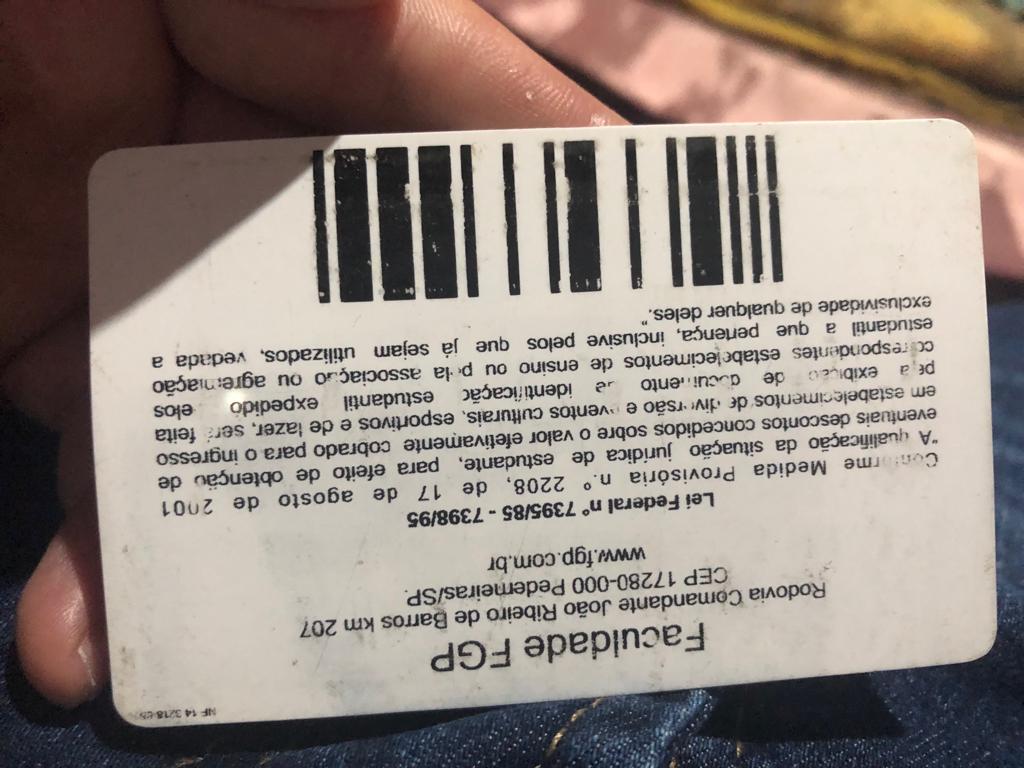 Faculdade FGP
Rodovia Comandante João Ribeiro de Barros km 207
CEP 17280-000 Pederneiras/SP.
www.fgp.com.br
Lei Federal nº 7395/85 - 7398/95
Conforme Medida Provisória n.º 2208, de 17 de agosto de 2001
"A qualificação da situação jurídica de estudante, para efeito de obtenção de
eventuais descontos concedidos sobre o valor efetivamente cobrado para o ingresso
em estabelecimentos de diversão e eventos culturais, esportivos e de lazer, será feita
pela exibição de documento de identificação estudantil expedido pelos
correspondentes estabelecimentos de ensino ou pela associação ou agremiação
estudantil a que pertença, inclusive pelos que já sejam utilizados, vedada a
exclusividade de qualquer deles".